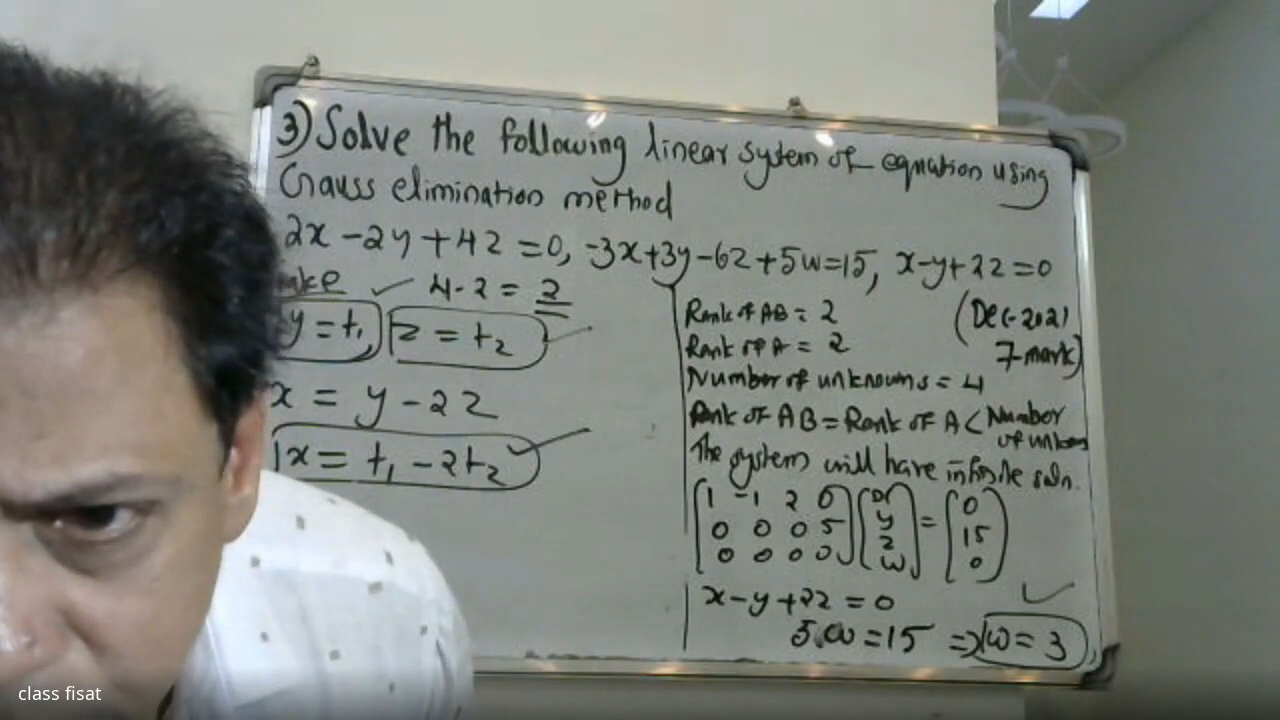 3) Solve the following linear system of equation using
Gauss elimination method
2x - 2y + 4z = 0, -3x+3y-6z+5w=15, x-y+2z=0
ake ✓ 4-2 = 2
y = t₁ z = t₂
x = y - 2z
x = t₁ - 2t₂ ✓
(Dec-2021
7 mark)
Rank of AB = 2
Rank of A = 2
Number of unknowns = 4
Rank of AB = Rank of A < Number
of
The system will have infinite soln.
1 -1 2 0 x 0
0 0 0 5 y = 15
0 0 0 0 z 0
w
x-y+2z = 0 ✓
5w = 15 => w = 3
class fisat